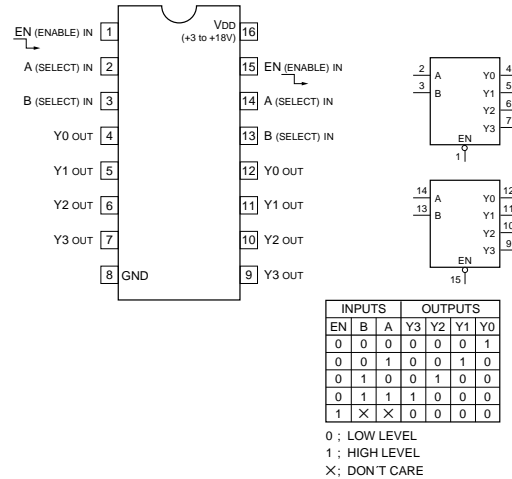 EN (ENABLE) IN 1
A (SELECT) IN 2
B (SELECT) IN 3
Y0 OUT 4
Y1 OUT 5
Y2 OUT 6
Y3 OUT 7
8 GND
VDD 16
(+3 to +18V)
15 EN (ENABLE) IN
14 A (SELECT) IN
13 B (SELECT) IN
12 Y0 OUT
11 Y1 OUT
10 Y2 OUT
9 Y3 OUT
2 A Y0 4
3 B Y1 5
Y2 6
Y3 7
EN
1
14 A Y0 12
13 B Y1 11
Y2 10
Y3 9
EN
15
INPUTS OUTPUTS
EN B A Y3 Y2 Y1 Y0
0 0 0 0 0 0 1
0 0 1 0 0 1 0
0 1 0 0 1 0 0
0 1 1 1 0 0 0
1 × × 0 0 0 0
0 ; LOW LEVEL
1 ; HIGH LEVEL
×; DON'T CARE